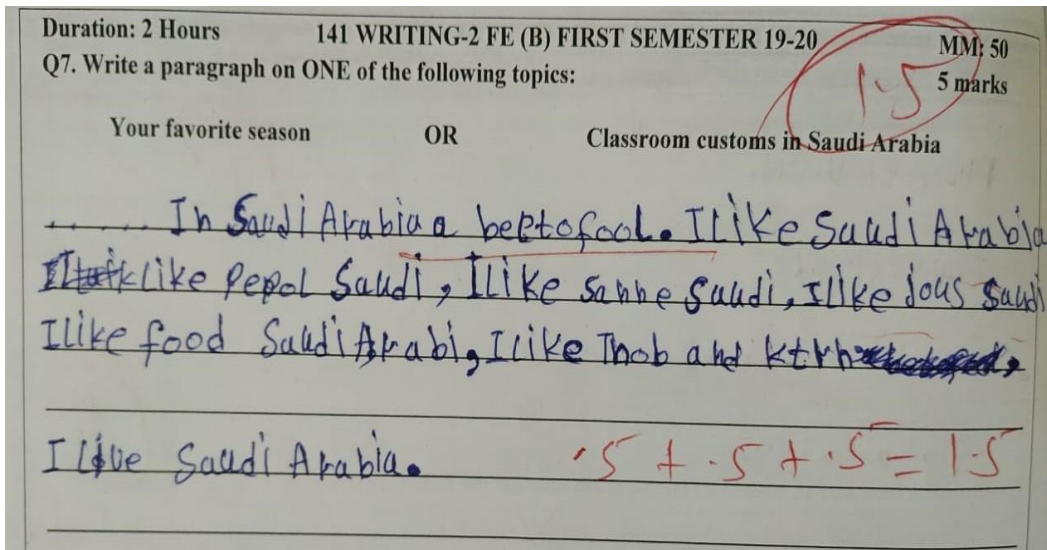 Duration: 2 Hours 141 WRITING-2 FE (B) FIRST SEMESTER 19-20 MM: 50
Q7. Write a paragraph on ONE of the following topics: 5 marks
1.5
Your favorite season OR Classroom customs in Saudi Arabia
...... In Saudi Arabia a beetofool. I like Saudi Arabia
like pepol Saudi, I like sanne Saudi, I like jous Saudi
I like food Saudi Arabi, I like Thob and ktrh ,
I live Saudi Arabia. .5 + .5 + .5 = 1.5